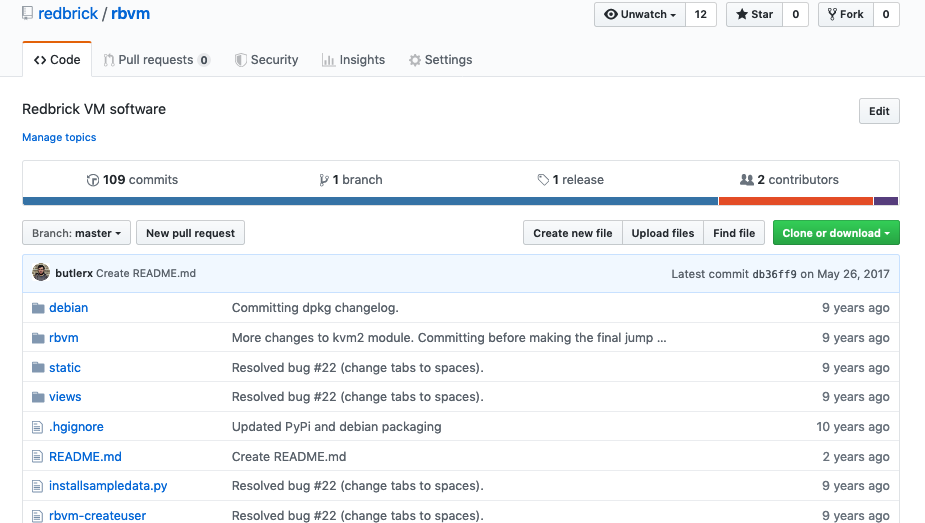 redbrick / rbvm Unwatch 12 Star 0 Fork 0
Code Pull requests 0 Security Insights Settings
Redbrick VM software Edit
Manage topics
109 commits 1 branch 1 release 2 contributors
Branch: master New pull request Create new file Upload files Find file Clone or download
butlerx Create README.md Latest commit db36ff9 on May 26, 2017
debian Committing dpkg changelog. 9 years ago
rbvm More changes to kvm2 module. Committing before making the final jump ... 9 years ago
static Resolved bug #22 (change tabs to spaces). 9 years ago
views Resolved bug #22 (change tabs to spaces). 9 years ago
.hgignore Updated PyPi and debian packaging 10 years ago
README.md Create README.md 2 years ago
installsampledata.py Resolved bug #22 (change tabs to spaces). 9 years ago
rbvm-createuser Resolved bug #22 (change tabs to spaces). 9 years ago